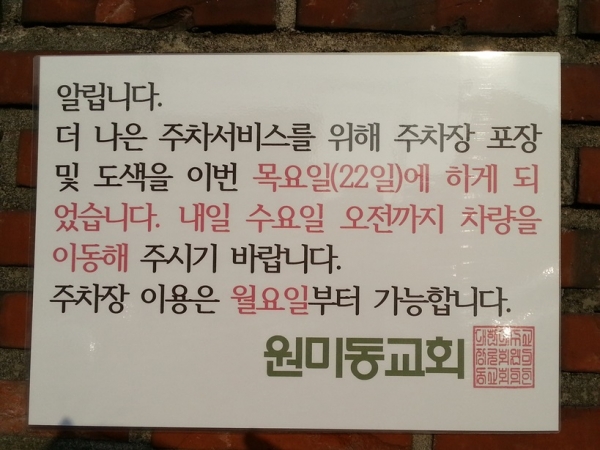 알립니다.
더 나은 주차서비스를 위해 주차장 포장
및 도색을 이번 목요일(22일)에 하게 되
었습니다. 내일 수요일 오전까지 차량을
이동해 주시기 바랍니다.
주차장 이용은 월요일부터 가능합니다.
원미동교회